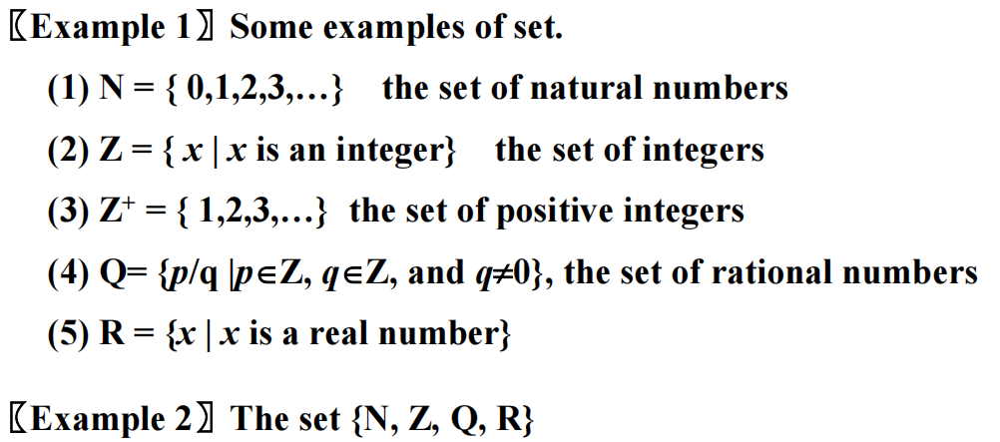 〖Example 1〗 Some examples of set.
(1) N = { 0,1,2,3,…} the set of natural numbers
(2) Z = { x | x is an integer} the set of integers
(3) Z⁺ = { 1,2,3,…} the set of positive integers
(4) Q= {p/q |p∈Z, q∈Z, and q≠0}, the set of rational numbers
(5) R = {x | x is a real number}
〖Example 2〗 The set {N, Z, Q, R}